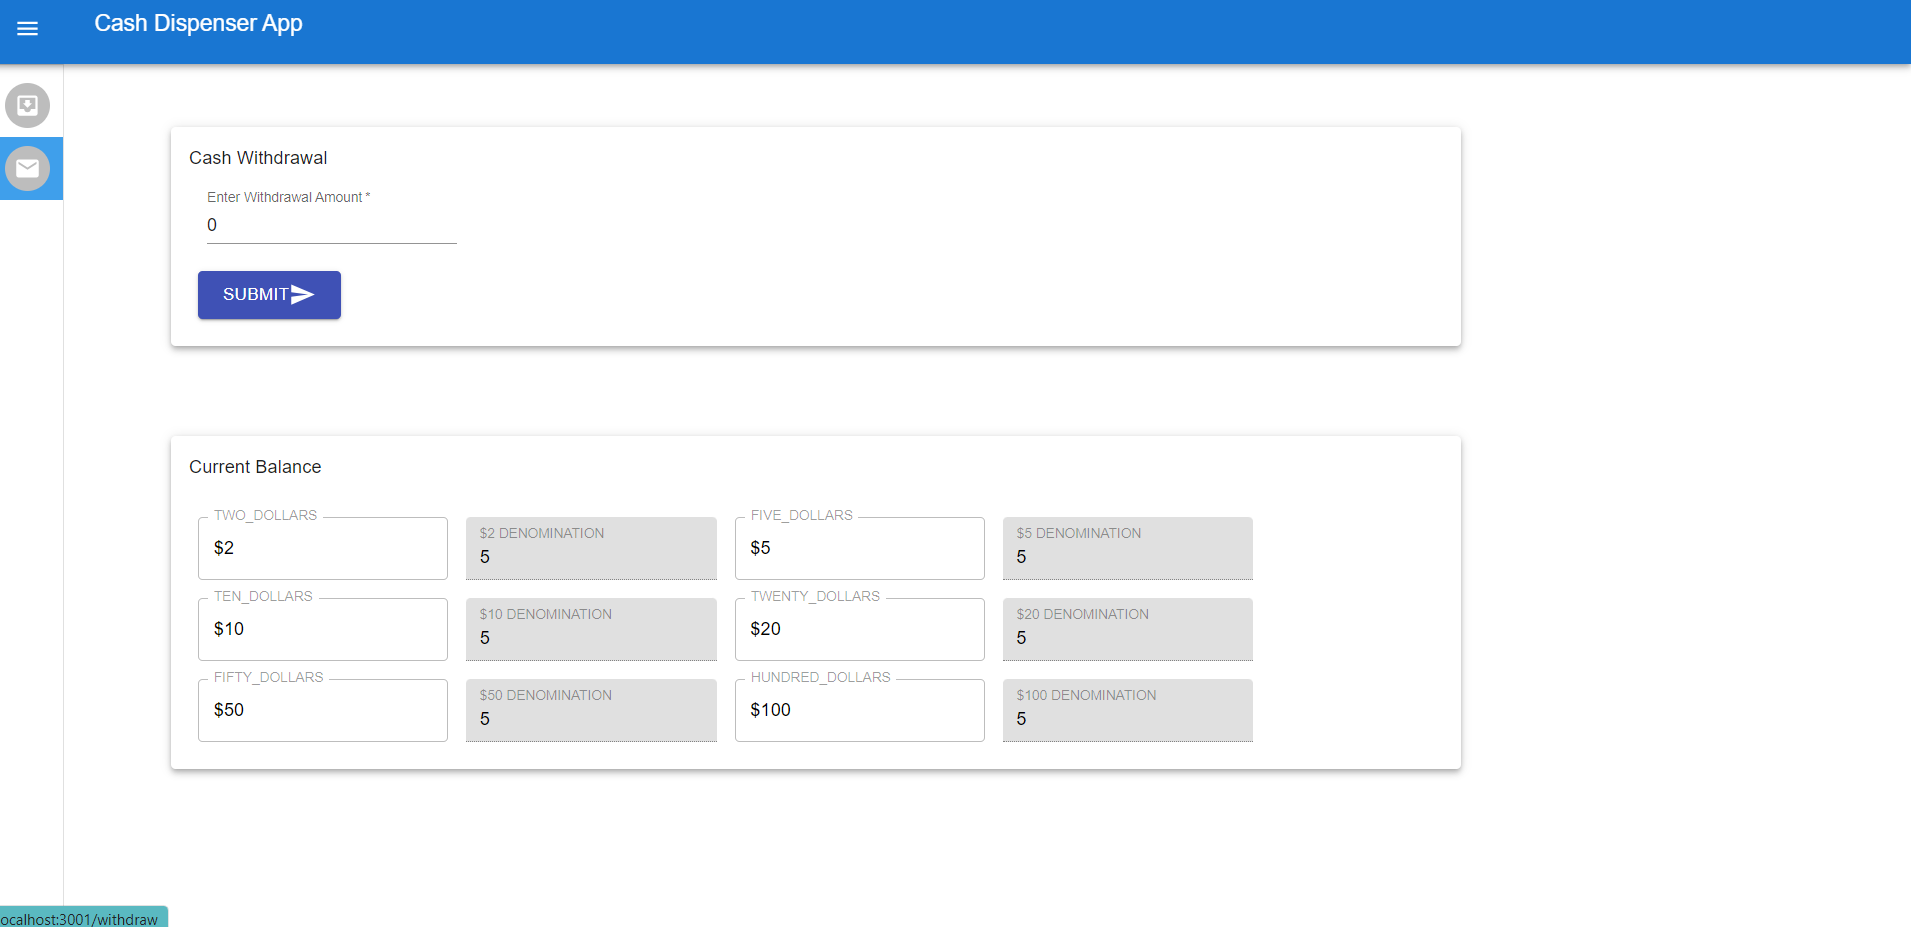 Cash Dispenser App
Cash Withdrawal
Enter Withdrawal Amount *
0
SUBMIT
Current Balance
TWO_DOLLARS
$2
$2 DENOMINATION
5
FIVE_DOLLARS
$5
$5 DENOMINATION
5
TEN_DOLLARS
$10
$10 DENOMINATION
5
TWENTY_DOLLARS
$20
$20 DENOMINATION
5
FIFTY_DOLLARS
$50
$50 DENOMINATION
5
HUNDRED_DOLLARS
$100
$100 DENOMINATION
5
ocalhost:3001/withdraw